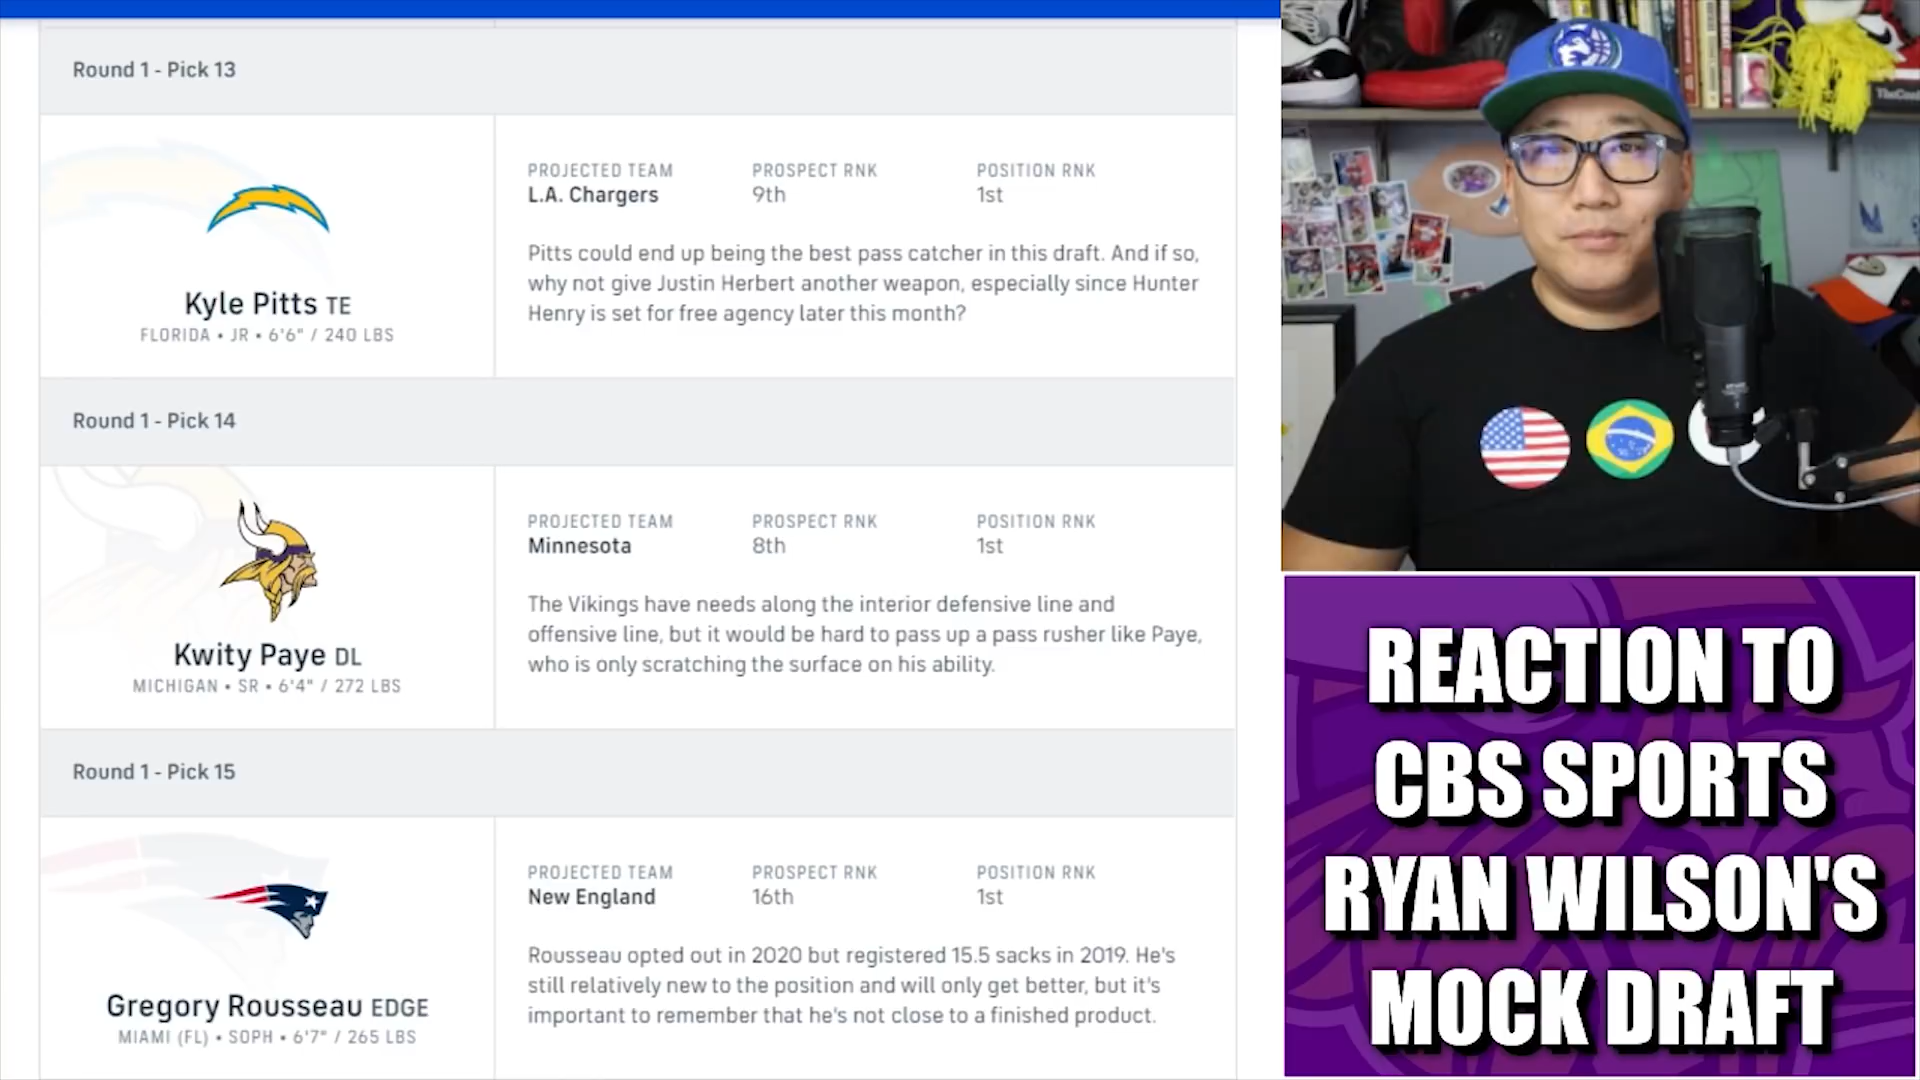 Round 1 - Pick 13
PROJECTED TEAM PROSPECT RNK POSITION RNK
L.A. Chargers 9th 1st
Pitts could end up being the best pass catcher in this draft. And if so,
why not give Justin Herbert another weapon, especially since Hunter
Henry is set for free agency later this month?
Kyle Pitts TE
FLORIDA • JR • 6'6" / 240 LBS
Round 1 - Pick 14
PROJECTED TEAM PROSPECT RNK POSITION RNK
Minnesota 8th 1st
The Vikings have needs along the interior defensive line and
offensive line, but it would be hard to pass up a pass rusher like Paye,
who is only scratching the surface on his ability.
Kwity Paye DL
MICHIGAN • SR • 6'4" / 272 LBS
Round 1 - Pick 15
PROJECTED TEAM PROSPECT RNK POSITION RNK
New England 16th 1st
Rousseau opted out in 2020 but registered 15.5 sacks in 2019. He's
still relatively new to the position and will only get better, but it's
important to remember that he's not close to a finished product.
Gregory Rousseau EDGE
MIAMI (FL) • SOPH • 6'7" / 265 LBS
REACTION TO
CBS SPORTS
RYAN WILSON'S
MOCK DRAFT